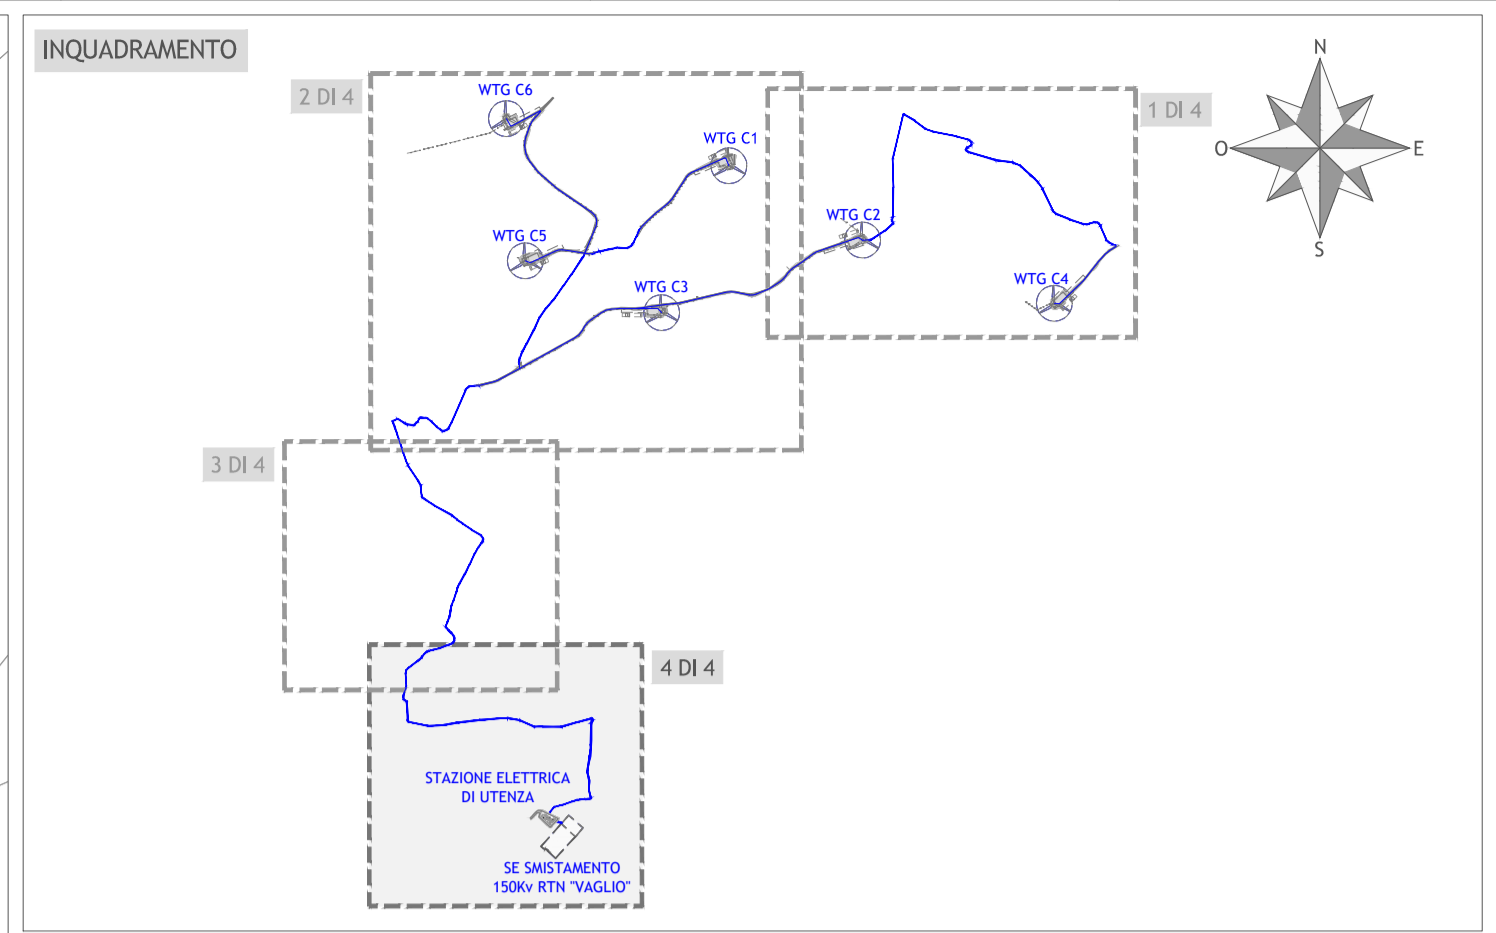 INQUADRAMENTO
N
2 DI 4
WTG C6
1 DI 4
WTG C1
O
E
WTG C2
WTG C5
S
WTG C4
WTG C3
3 DI 4
4 DI 4
STAZIONE ELETTRICA
DI UTENZA
SE SMISTAMENTO
150Kv RTN "VAGLIO"